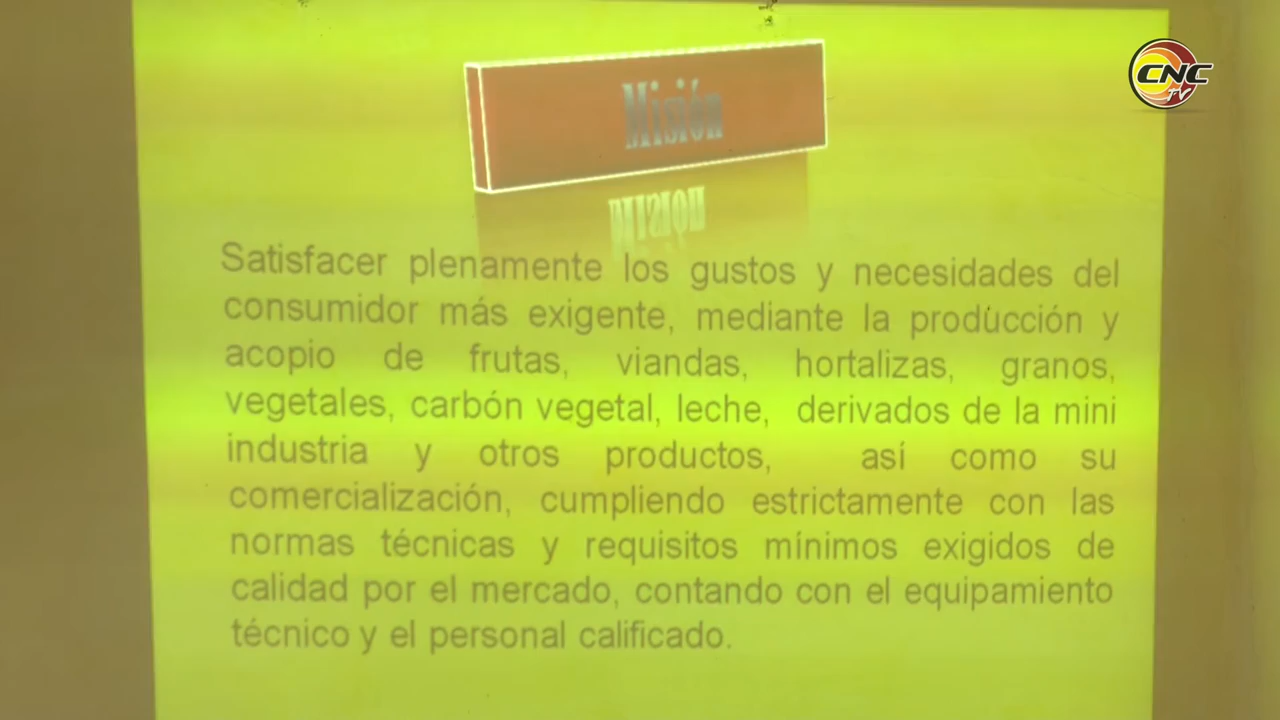 CNC
TV
Misión
Satisfacer plenamente los gustos y necesidades del
consumidor más exigente, mediante la producción y
acopio de frutas, viandas, hortalizas, granos,
vegetales, carbón vegetal, leche, derivados de la mini
industria y otros productos, así como su
comercialización, cumpliendo estrictamente con las
normas técnicas y requisitos mínimos exigidos de
calidad por el mercado, contando con el equipamiento
técnico y el personal calificado.